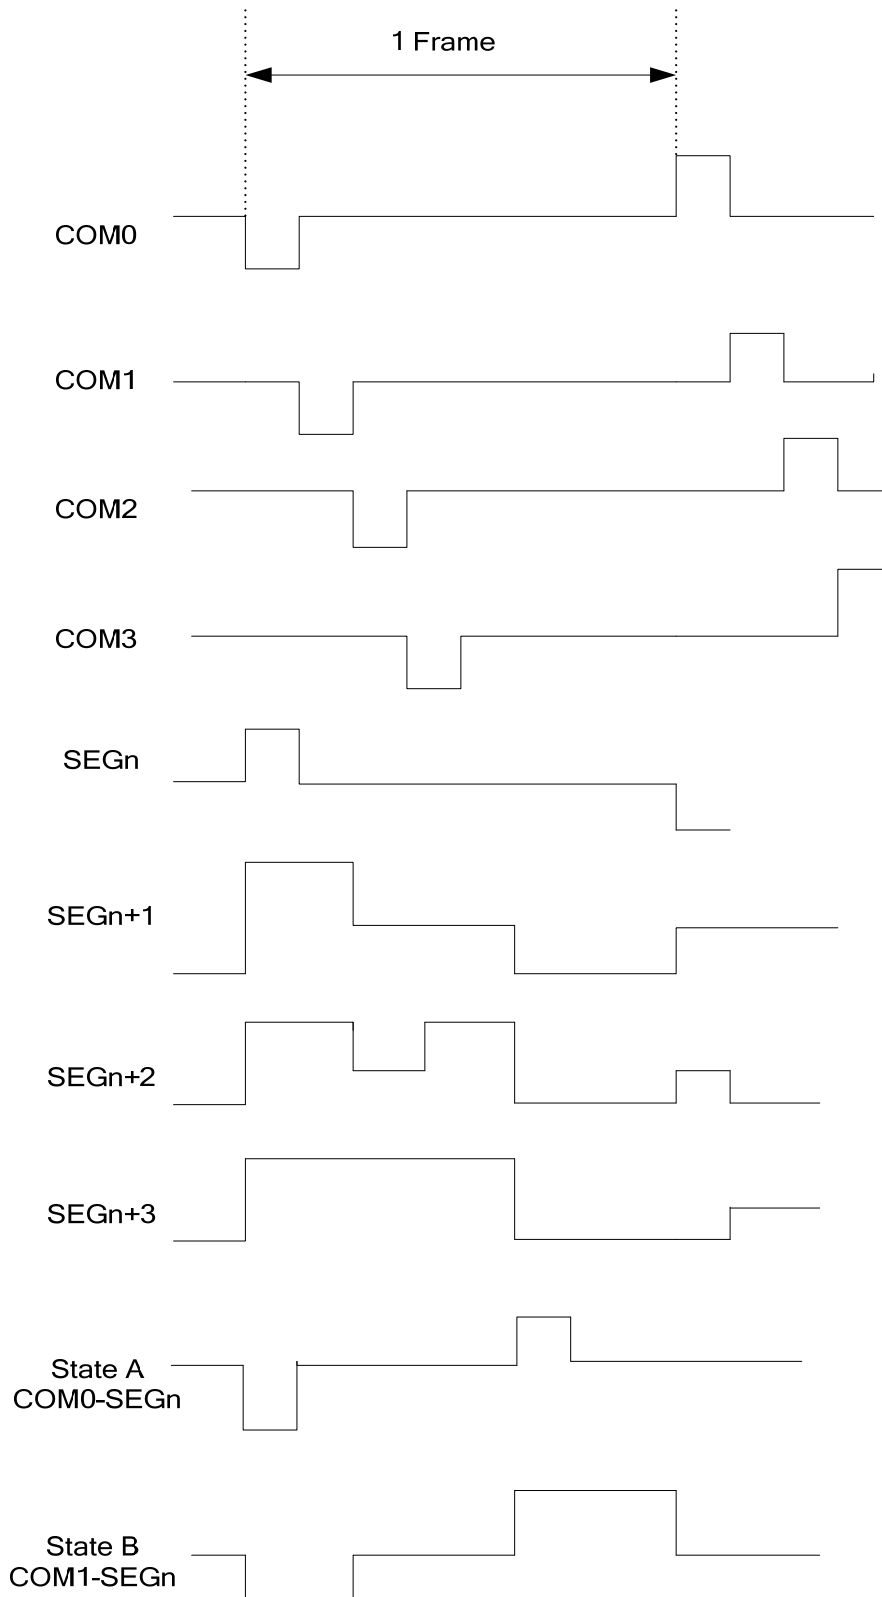 1 Frame
COM0
COM1
COM2
COM3
SEGn
SEGn+1
SEGn+2
SEGn+3
State A
COM0-SEGn
State B
COM1-SEGn